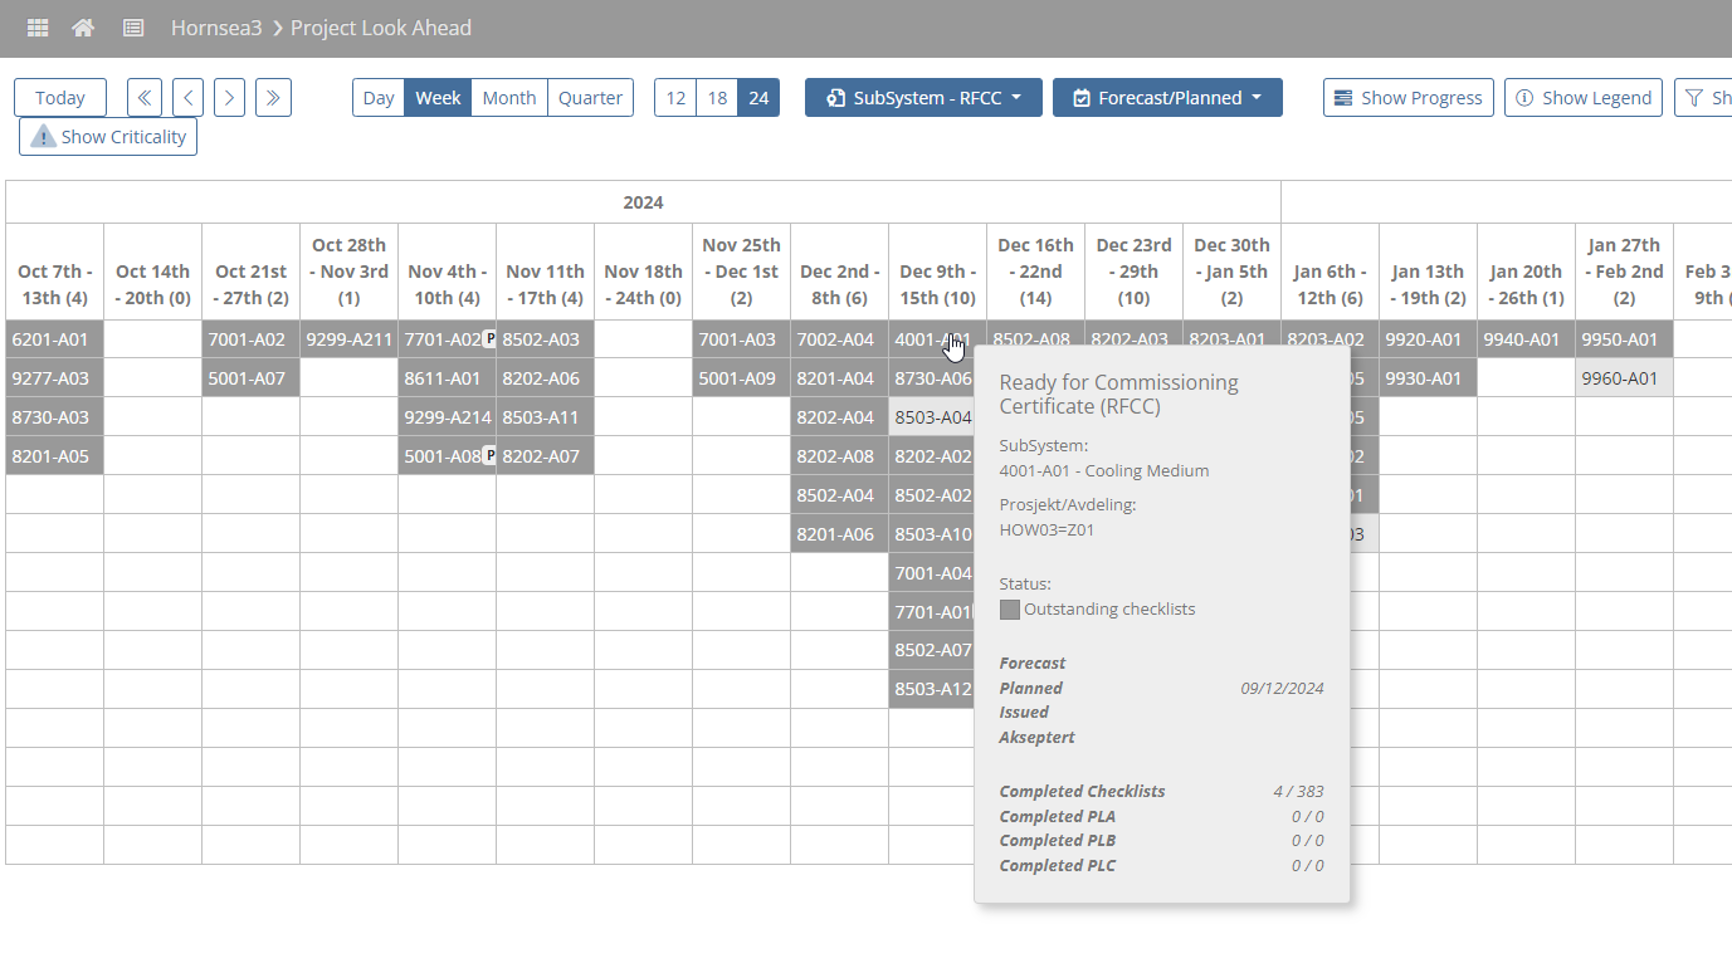 Hornsea3 ❯ Project Look Ahead
Today Day Week Month Quarter 12 18 24 SubSystem - RFCC Forecast/Planned Show Progress Show Legend
Show Criticality
2024
Oct 7th - 13th (4)
Oct 14th - 20th (0)
Oct 21st - 27th (2)
Oct 28th - Nov 3rd (1)
Nov 4th - 10th (4)
Nov 11th - 17th (4)
Nov 18th - 24th (0)
Nov 25th - Dec 1st (2)
Dec 2nd - 8th (6)
Dec 9th - 15th (10)
Dec 16th - 22nd (14)
Dec 23rd - 29th (10)
Dec 30th - Jan 5th (2)
Jan 6th - 12th (6)
Jan 13th - 19th (2)
Jan 20th - 26th (1)
Jan 27th - Feb 2nd (2)
Feb 3
9th
6201-A01 7001-A02 9299-A211 7701-A02 P 8502-A03 7001-A03 7002-A04 4001-A01 8502-A08 8202-A03 8203-A01 8203-A02 9920-A01 9940-A01 9950-A01
9277-A03 5001-A07 8611-A01 8202-A06 5001-A09 8201-A04 8730-A06 05 9930-A01 9960-A01
8730-A03 9299-A214 8503-A11 8202-A04 8503-A04 05
8201-A05 5001-A08 P 8202-A07 8202-A08 8202-A02 02
8502-A04 8502-A02 01
8201-A06 8503-A10 03
7001-A04
7701-A01
8502-A07
8503-A12
Ready for Commissioning
Certificate (RFCC)
SubSystem:
4001-A01 - Cooling Medium
Prosjekt/Avdeling:
HOW03=Z01
Status:
Outstanding checklists
Forecast
Planned 09/12/2024
Issued
Akseptert
Completed Checklists 4 / 383
Completed PLA 0 / 0
Completed PLB 0 / 0
Completed PLC 0 / 0